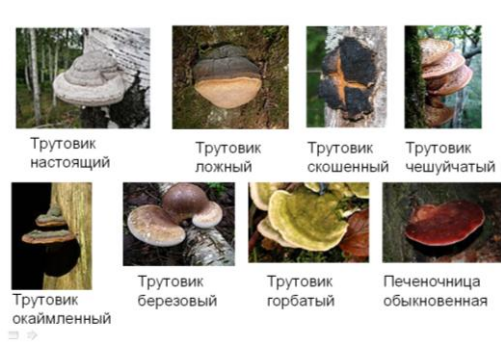 Трутовик
настоящий
Трутовик
ложный
Трутовик
скошенный
Трутовик
чешуйчатый
Трутовик
окаймленный
Трутовик
березовый
Трутовик
горбатый
Печеночница
обыкновенная